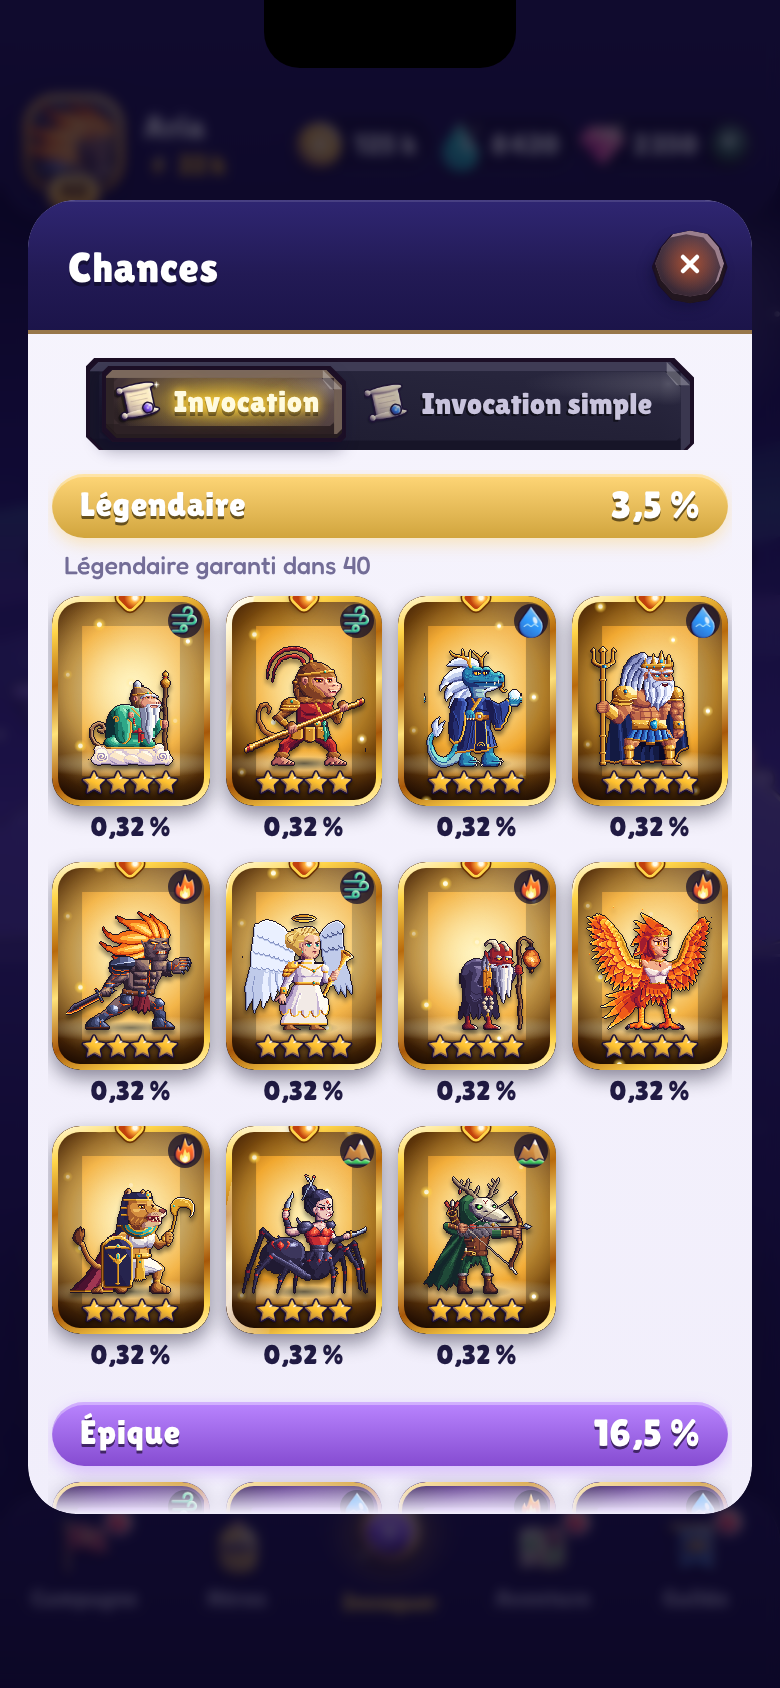 Aria
Chances
Invocation
Invocation simple
Légendaire
3,5 %
Légendaire garanti dans 40
0,32 %
0,32 %
0,32 %
0,32 %
0,32 %
0,32 %
0,32 %
0,32 %
0,32 %
0,32 %
0,32 %
Épique
16,5 %